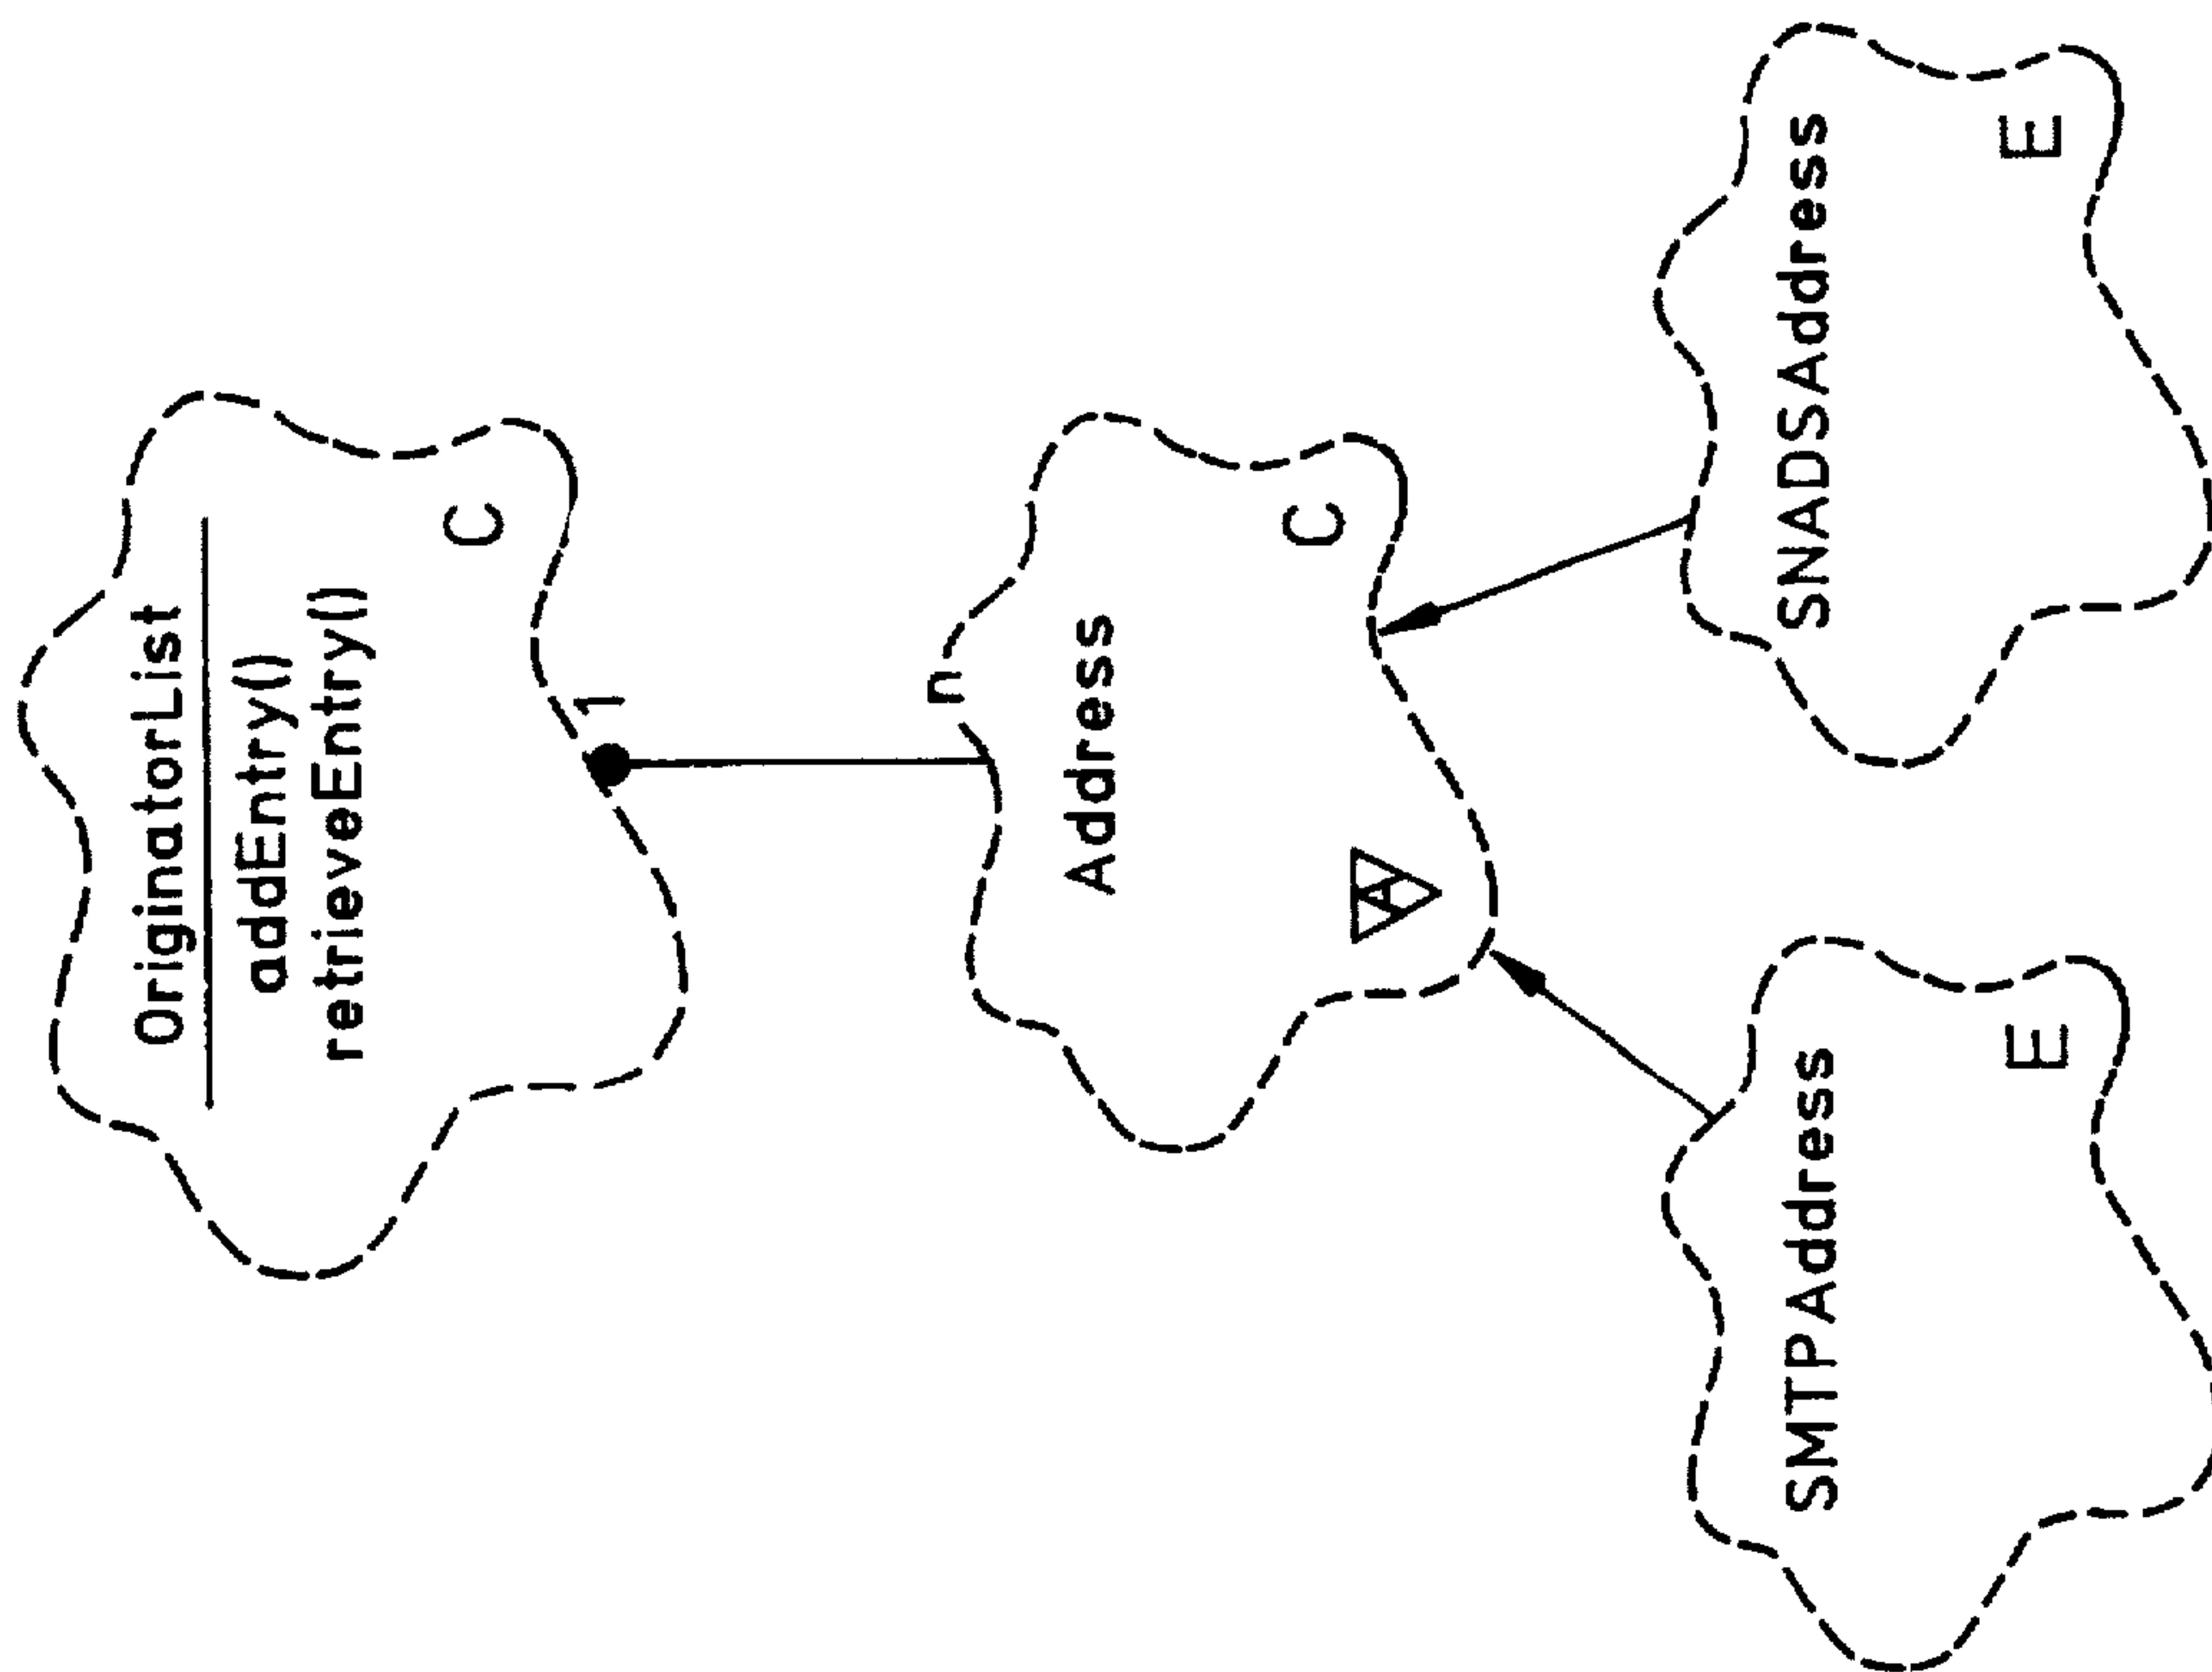 OriginatorList
addEntry()
retrieveEntry()
C
1
n
Address
A
C
SMTPAddress
E
SNADSAddress
E